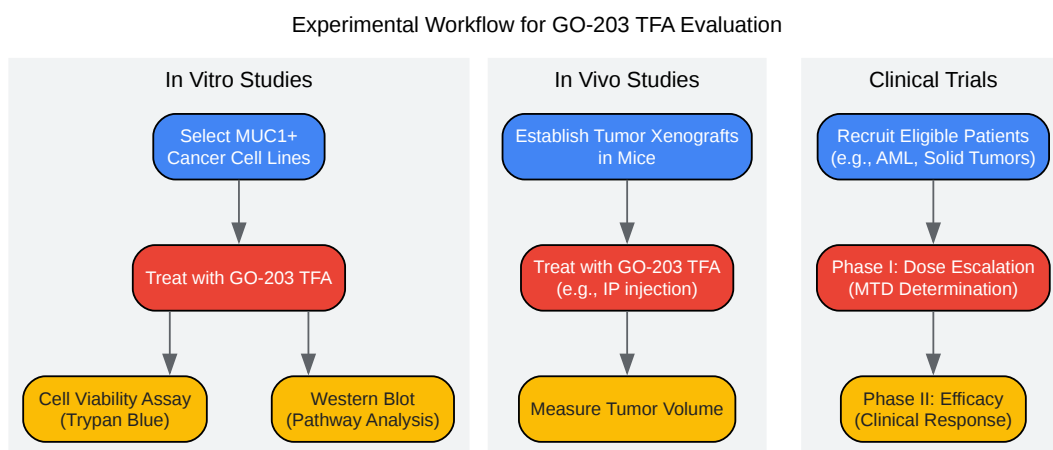 Experimental Workflow for GO-203 TFA Evaluation
In Vitro Studies
Select MUC1+
Cancer Cell Lines
Treat with GO-203 TFA
Cell Viability Assay
(Trypan Blue)
Western Blot
(Pathway Analysis)
In Vivo Studies
Establish Tumor Xenografts
in Mice
Treat with GO-203 TFA
(e.g., IP injection)
Measure Tumor Volume
Clinical Trials
Recruit Eligible Patients
(e.g., AML, Solid Tumors)
Phase I: Dose Escalation
(MTD Determination)
Phase II: Efficacy
(Clinical Response)